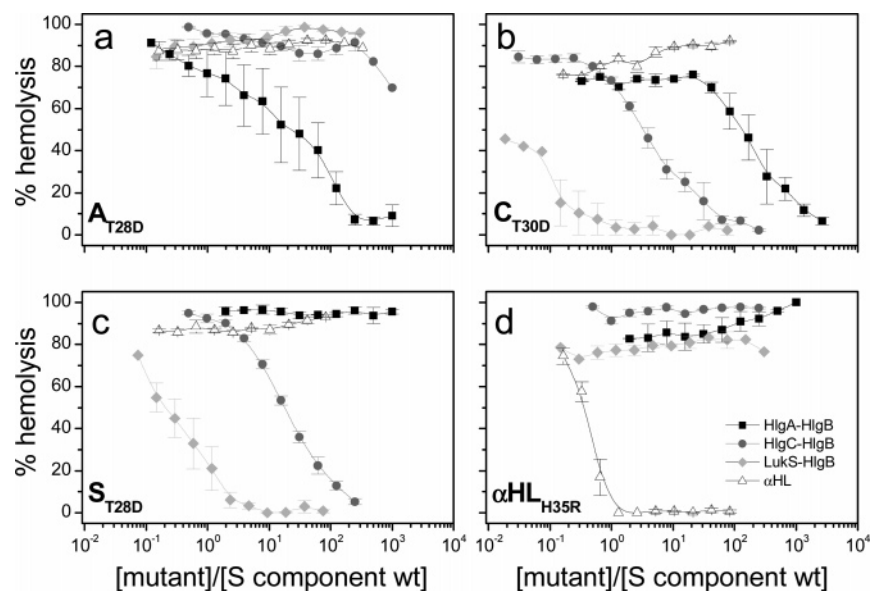 a
b
% hemolysis
100
80
60
40
20
0
A T28D
C T30D
c
d
% hemolysis
100
80
60
40
20
0
S T28D
αHL H35R
HlgA-HlgB
HlgC-HlgB
LukS-HlgB
αHL
10-2 10-1 100 101 102 103 104
10-2 10-1 100 101 102 103 104
[mutant]/[S component wt]
[mutant]/[S component wt]